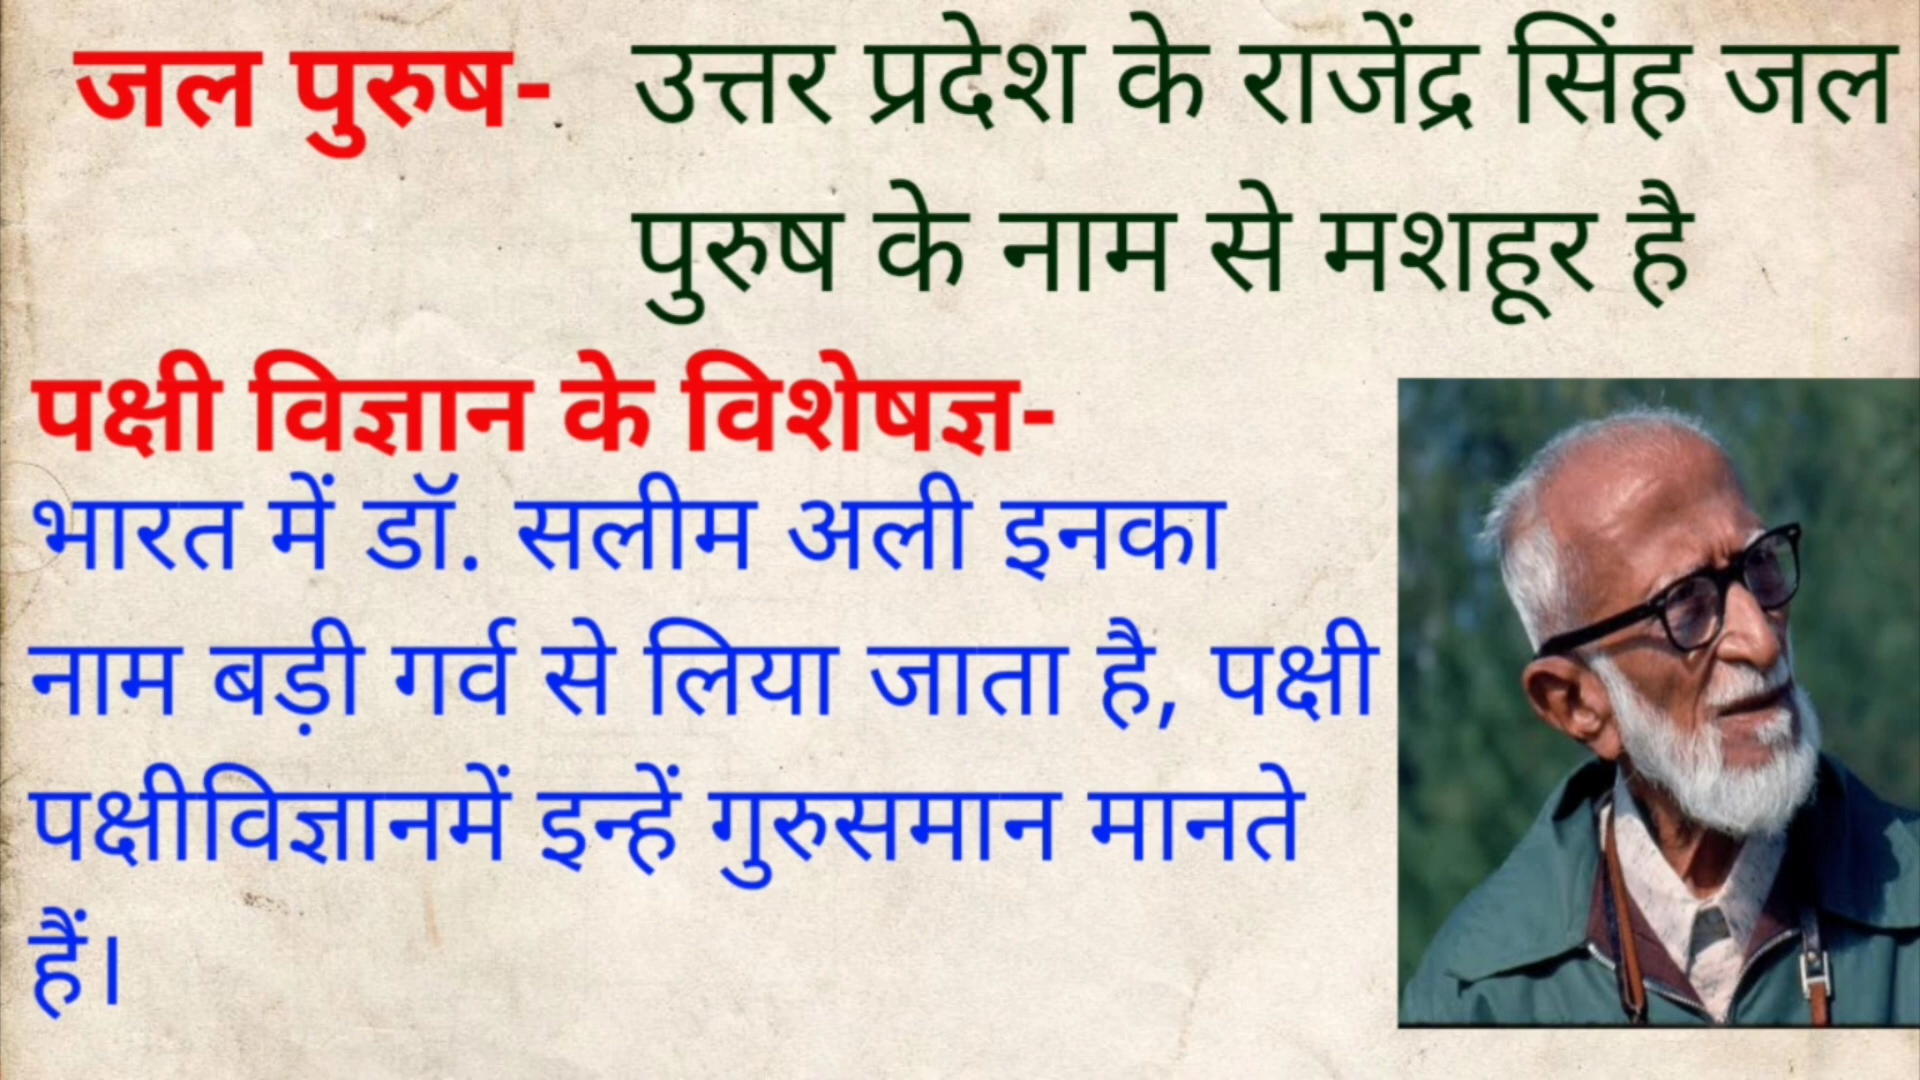 जल पुरुष- उत्तर प्रदेश के राजेंद्र सिंह जल
पुरुष के नाम से मशहूर है
पक्षी विज्ञान के विशेषज्ञ-
भारत में डॉ. सलीम अली इनका
नाम बड़ी गर्व से लिया जाता है, पक्षी
पक्षीविज्ञानमें इन्हें गुरुसमान मानते
हैं।